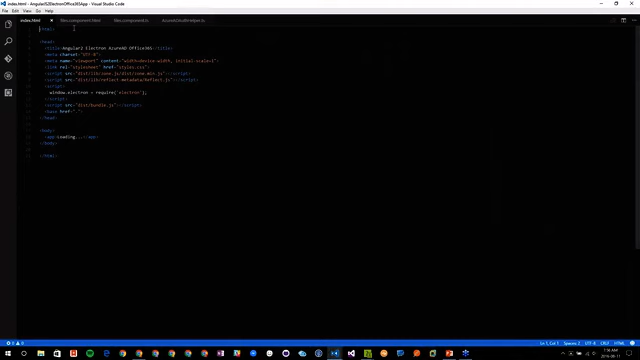 index.html - Angular2ElectronOffice365App - Visual Studio Code
File Edit View Go Help
index.html files.component.html files.component.ts AzureADAuthHelper.ts
<html>
<head>
<title>Angular2 Electron AzureAD Office365</title>
<meta charset="UTF-8">
<meta name="viewport" content="width=device-width, initial-scale=1">
<link rel="stylesheet" href="styles.css">
<script src="dist/lib/zone.js/dist/zone.min.js"></script>
<script src="dist/lib/reflect-metadata/Reflect.js"></script>
<script>
window.electron = require('electron');
</script>
<script src="dist/bundle.js"></script>
<base href=".">
</head>
<body>
<app>Loading...</app>
</body>
</html>
Ln 1, Col 1 Spaces: 2 UTF-8 CRLF HTML